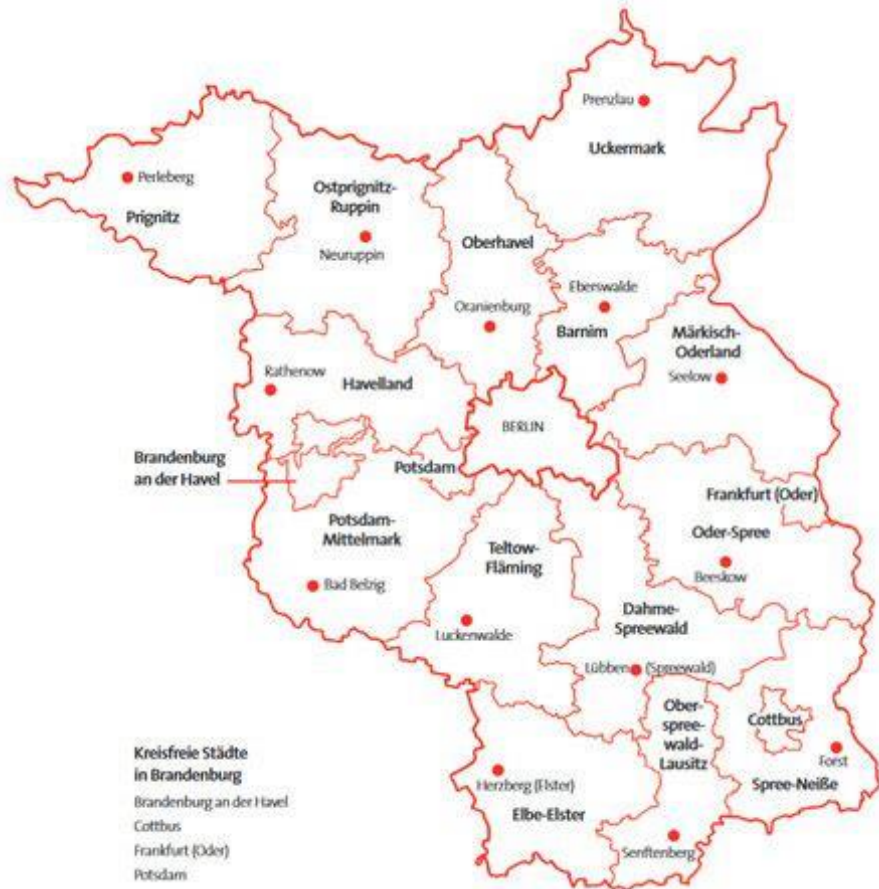 Prenzlau
Uckermark
Perleberg
Prignitz
Ostprignitz-
Ruppin
Neuruppin
Oberhavel
Oranienburg
Eberswalde
Barnim
Märkisch-
Oderland
Seelow
Rathenow
Havelland
BERLIN
Brandenburg
an der Havel
Potsdam
Potsdam-
Mittelmark
Bad Belzig
Teltow-
Fläming
Luckenwalde
Frankfurt (Oder)
Oder-Spree
Beeskow
Dahme-
Spreewald
Lübben (Spreewald)
Ober-
spree-
wald-
Lausitz
Cottbus
Forst
Spree-Neiße
Herzberg (Elster)
Elbe-Elster
Senftenberg
Kreisfreie Städte
in Brandenburg
Brandenburg an der Havel
Cottbus
Frankfurt (Oder)
Potsdam